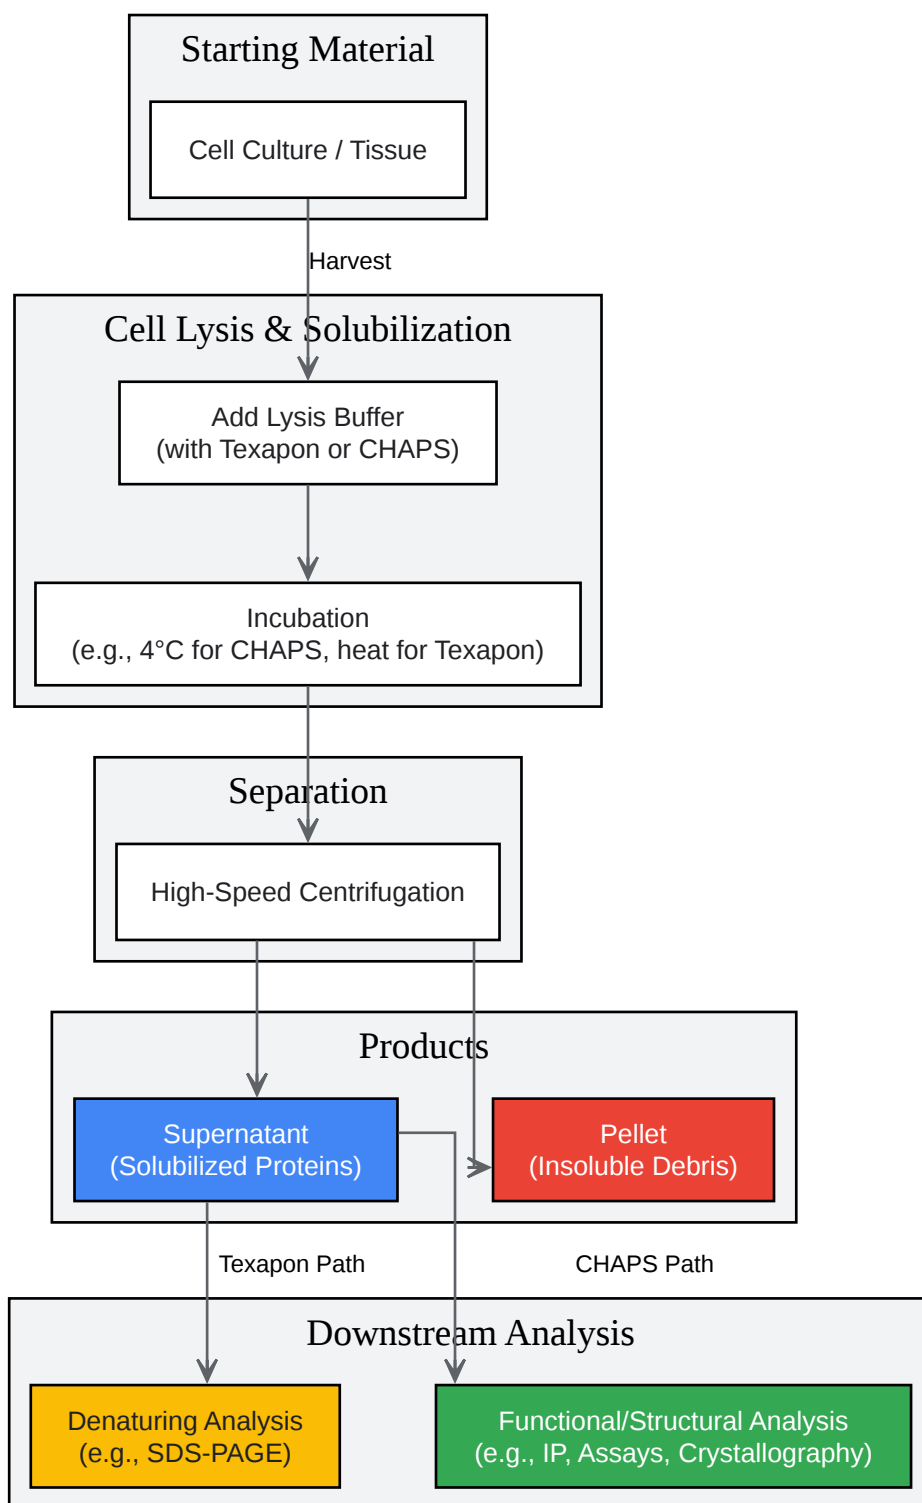 Starting Material
Cell Culture / Tissue
Harvest
Cell Lysis & Solubilization
Add Lysis Buffer
(with Texapon or CHAPS)
Incubation
(e.g., 4°C for CHAPS, heat for Texapon)
Separation
High-Speed Centrifugation
Products
Supernatant
(Solubilized Proteins)
Pellet
(Insoluble Debris)
Texapon Path
CHAPS Path
Downstream Analysis
Denaturing Analysis
(e.g., SDS-PAGE)
Functional/Structural Analysis
(e.g., IP, Assays, Crystallography)